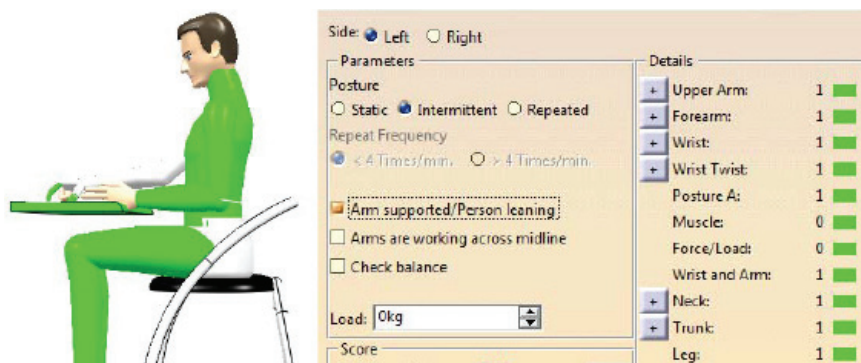 Side: Left Right
Parameters
Posture
Static Intermittent Repeated
Repeat Frequency
< 4 Times/min. > 4 Times/min.
Arm supported/Person leaning
Arms are working across midline
Check balance
Load: 0kg
Score
Details
+ Upper Arm: 1
+ Forearm: 1
+ Wrist: 1
+ Wrist Twist: 1
Posture A: 1
Muscle: 0
Force/Load: 0
Wrist and Arm: 1
+ Neck: 1
+ Trunk: 1
Leg: 1